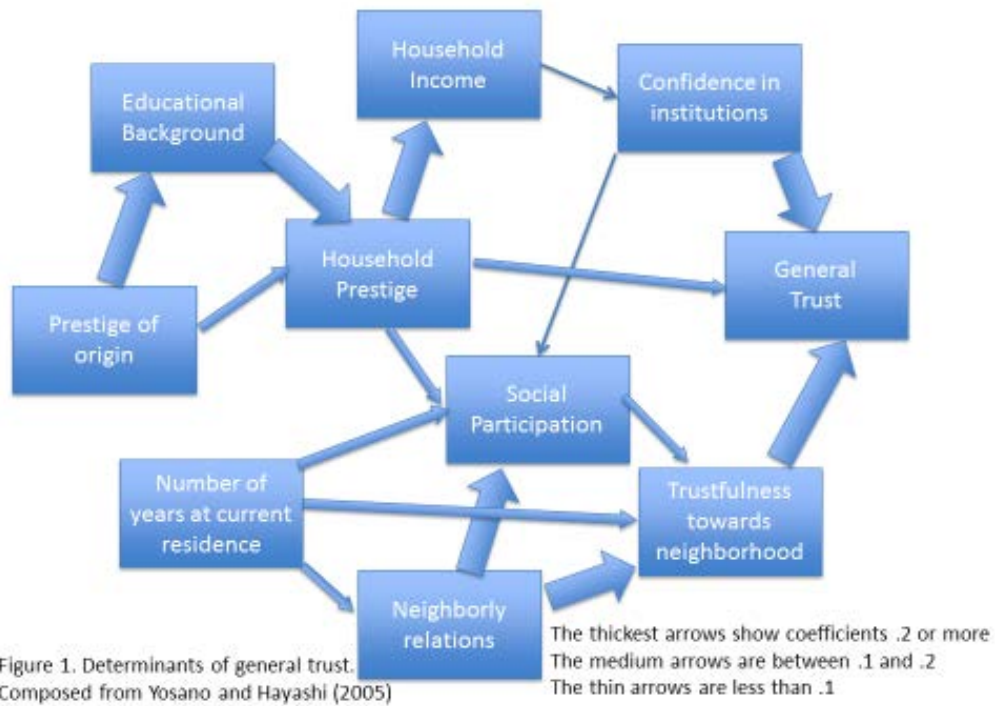 Household
Income
Confidence in
institutions
Educational
Background
Household
Prestige
General
Trust
Prestige of
origin
Social
Participation
Number of
years at current
residence
Trustfulness
towards
neighborhood
Neighborly
relations
The thickest arrows show coefficients .2 or more
The medium arrows are between .1 and .2
The thin arrows are less than .1
Figure 1. Determinants of general trust.
Composed from Yosano and Hayashi (2005)